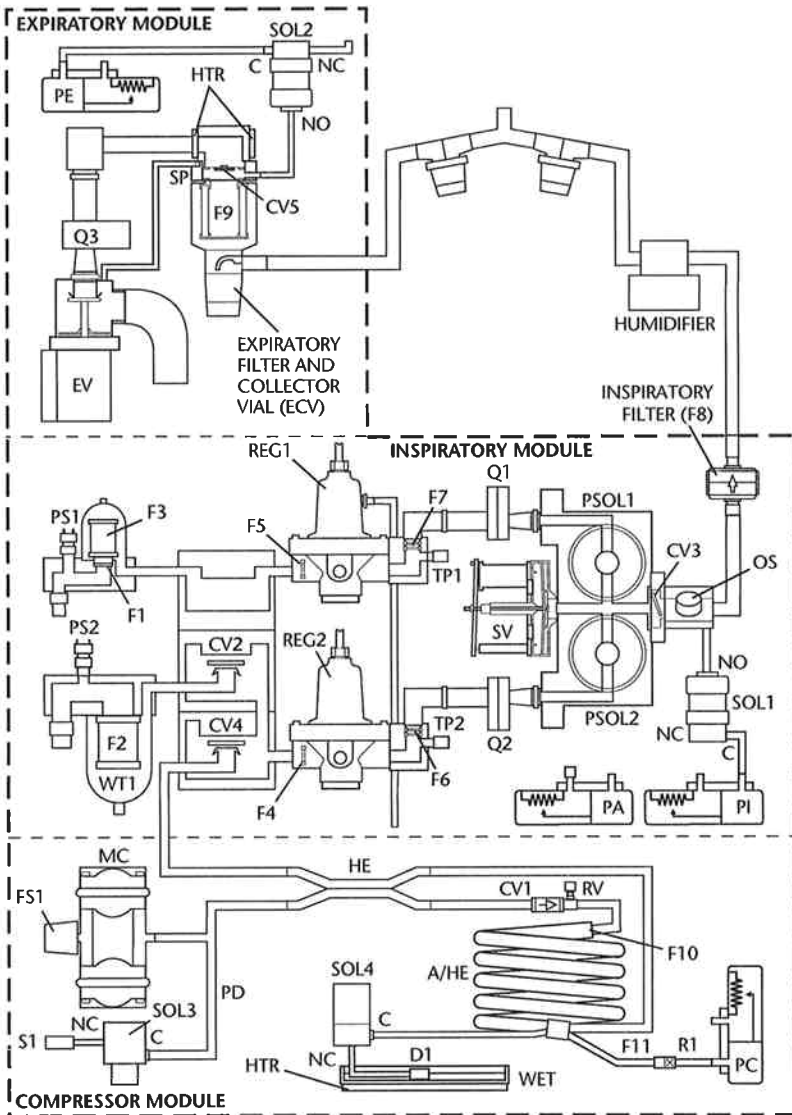 EXPIRATORY MODULE
SOL2
C
NC
HTR
PE
NO
SP
CV5
F9
Q3
EV
EXPIRATORY
FILTER AND
COLLECTOR
VIAL (ECV)
HUMIDIFIER
INSPIRATORY
FILTER (F8)
INSPIRATORY MODULE
REG1
Q1
F7
PSOL1
PS1
F3
F5
CV3
OS
TP1
F1
PS2
SV
REG2
CV2
NO
SOL1
TP2
PSOL2
NC
F2
CV4
Q2
C
WT1
F6
F4
PA
PI
MC
HE
CV1
RV
FS1
F10
A/HE
SOL4
PD
SOL3
C
NC
C
S1
NC
D1
F11
R1
PC
HTR
WET
COMPRESSOR MODULE